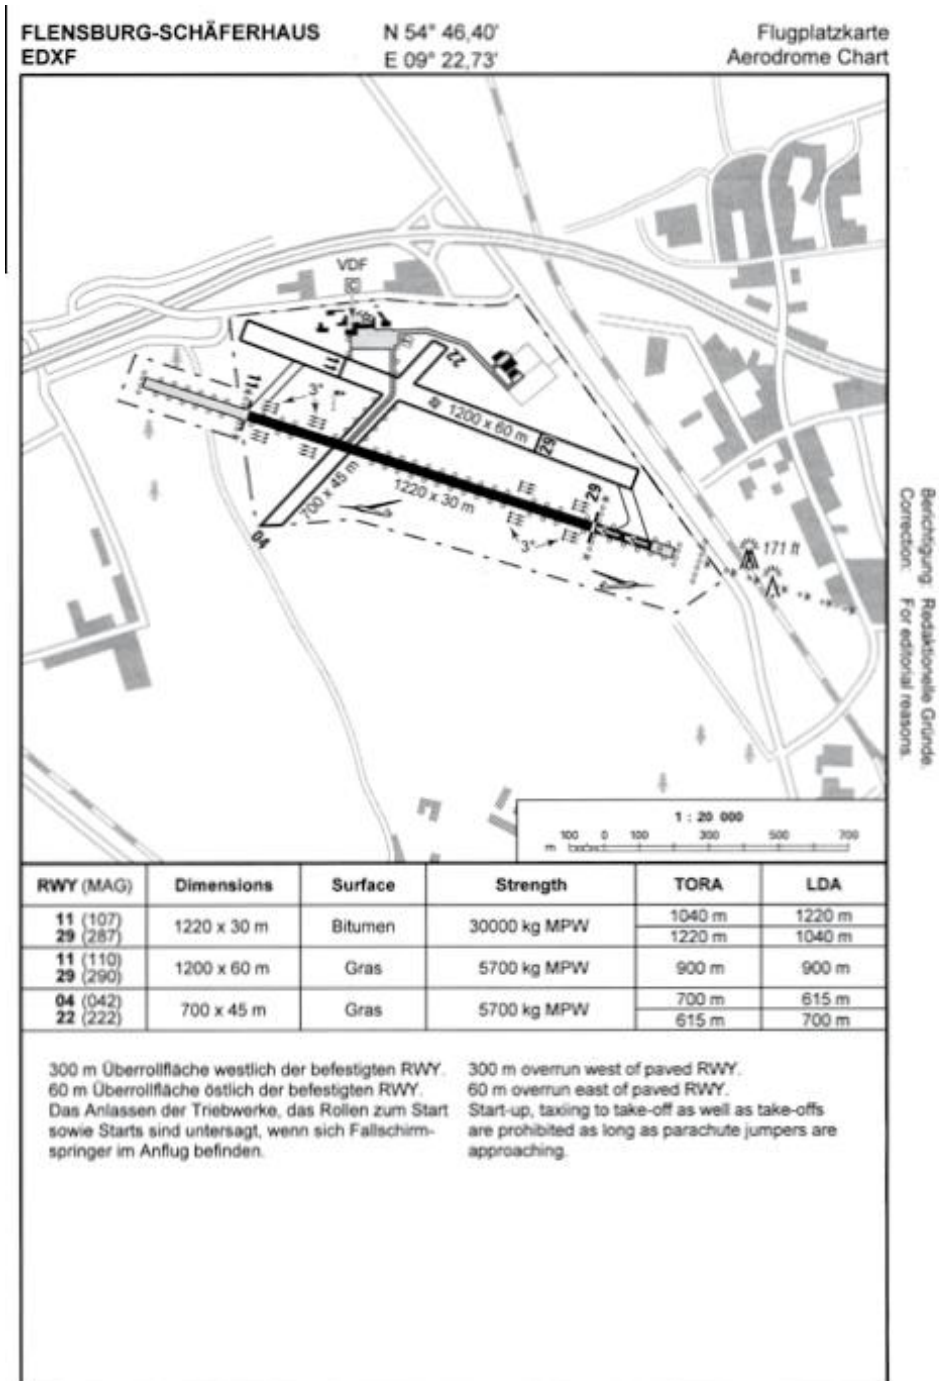 FLENSBURG-SCHÄFERHAUS
EDXF
N 54° 46,40'
E 09° 22,73'
Flugplatzkarte
Aerodrome Chart
VDF
C
11
11
22
3°
1200 x 60 m
29
700 x 45 m
1220 x 30 m
29
04
3°
171 ft
Berichtigung: Redaktionelle Gründe.
Correction: For editorial reasons.
1 : 20 000
m 100 0 100 300 500 700
RWY (MAG) Dimensions Surface Strength TORA LDA
11 (107) 1040 m 1220 m
1220 x 30 m Bitumen 30000 kg MPW
29 (287) 1220 m 1040 m
11 (110)
1200 x 60 m Gras 5700 kg MPW 900 m 900 m
29 (290)
04 (042) 700 m 615 m
700 x 45 m Gras 5700 kg MPW
22 (222) 615 m 700 m
300 m Überrollfläche westlich der befestigten RWY.
60 m Überrollfläche östlich der befestigten RWY.
Das Anlassen der Triebwerke, das Rollen zum Start
sowie Starts sind untersagt, wenn sich Fallschirm-
springer im Anflug befinden.
300 m overrun west of paved RWY.
60 m overrun east of paved RWY.
Start-up, taxiing to take-off as well as take-offs
are prohibited as long as parachute jumpers are
approaching.